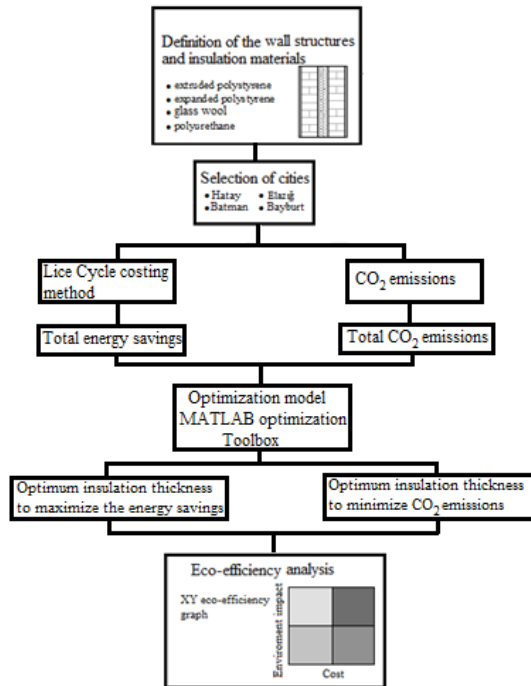 Definition of the wall structures
and insulation materials
• extruded polystyrene
• expanded polystyrene
• glass wool
• polyurethane
Selection of cities
• Hatay • Elazığ
• Batman • Bayburt
Lice Cycle costing
method
CO2 emissions
Total energy savings
Total CO2 emissions
Optimization model
MATLAB optimization
Toolbox
Optimum insulation thickness
to maximize the energy savings
Optimum insulation thickness
to minimize CO2 emissions
Eco-efficiency
analysis
XY eco-efficiency
graph
Enviroment impact
Cost